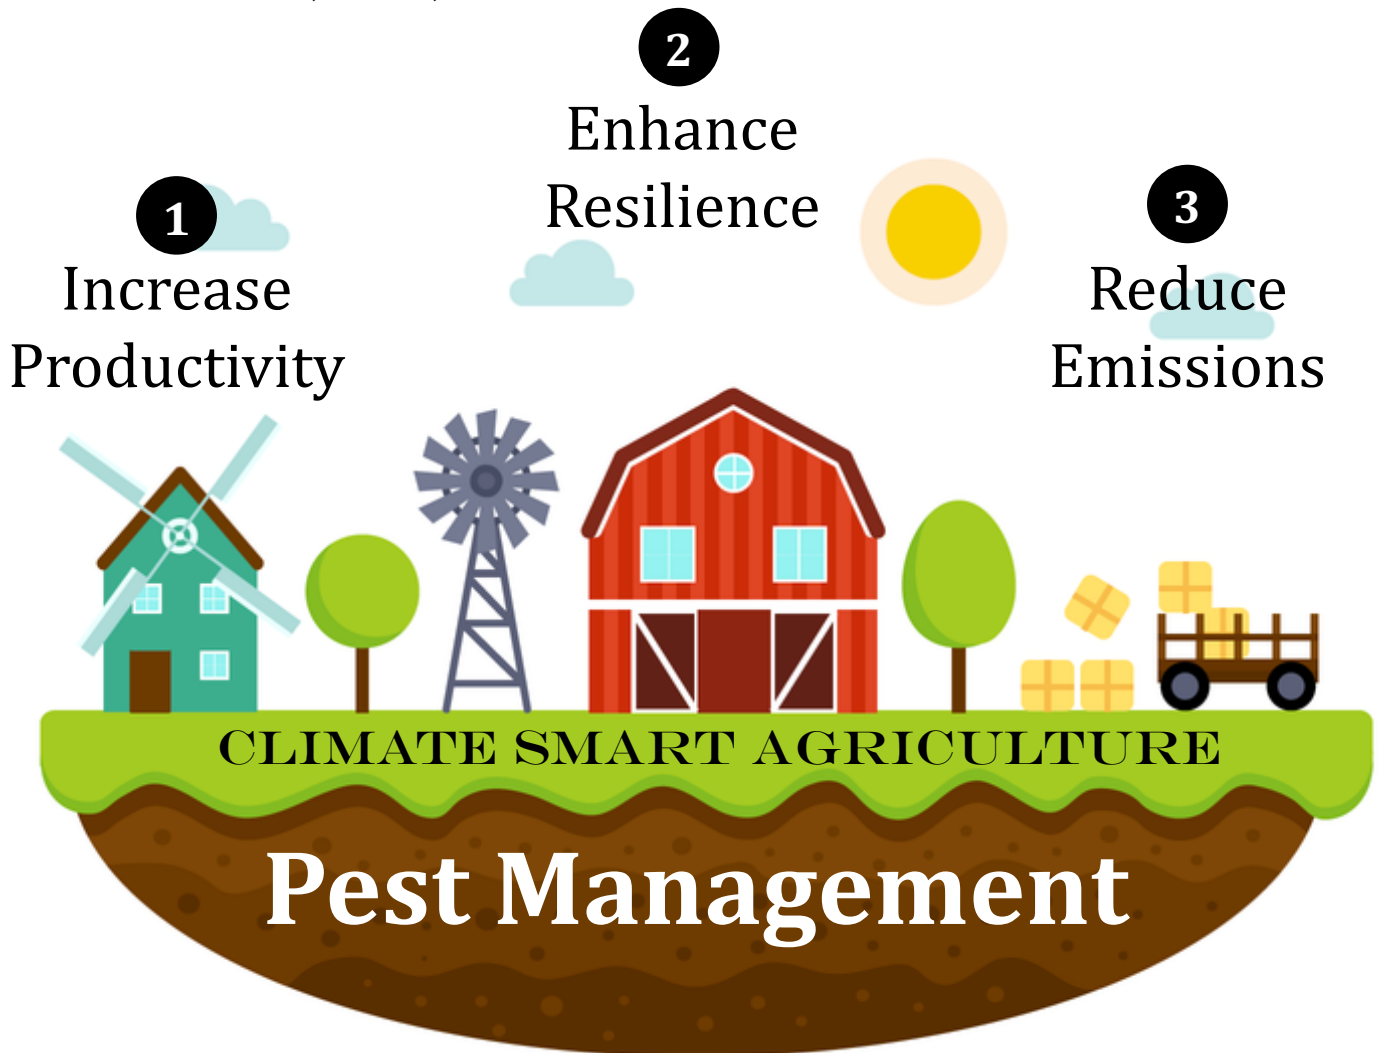 1
Increase
Productivity
2
Enhance
Resilience
3
Reduce
Emissions
CLIMATE SMART AGRICULTURE
Pest Management